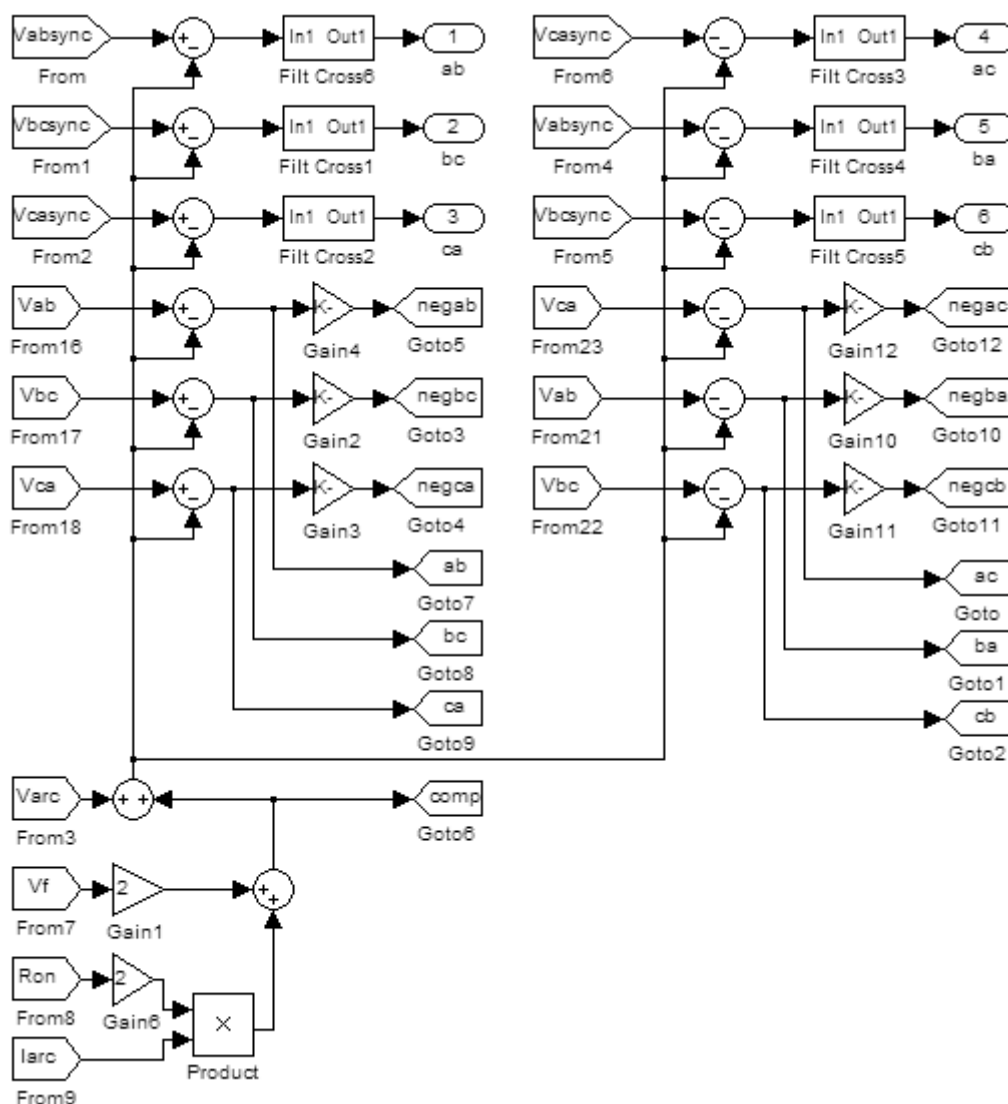 Vabsync
In1 Out1
1
From
Filt Cross6
ab
Vbcsync
In1 Out1
2
From1
Filt Cross1
bc
Vcasync
In1 Out1
3
From2
Filt Cross2
ca
Vab
K-
negab
From16
Gain4
Goto5
Vbc
K-
negbc
From17
Gain2
Goto3
Vca
K-
negca
From18
Gain3
Goto4
ab
Goto7
bc
Goto8
ca
Goto9
Vcasync
In1 Out1
4
From6
Filt Cross3
ac
Vabsync
In1 Out1
5
From4
Filt Cross4
ba
Vbcsync
In1 Out1
6
From5
Filt Cross5
cb
Vca
K-
negac
From23
Gain12
Goto12
Vab
K-
negba
From21
Gain10
Goto10
Vbc
K-
negcb
From22
Gain11
Goto11
ac
Goto
ba
Goto1
cb
Goto2
Varc
comp
From3
Goto6
Vf
2
From7
Gain1
Ron
2
From8
Gain6
×
Iarc
Product
From9